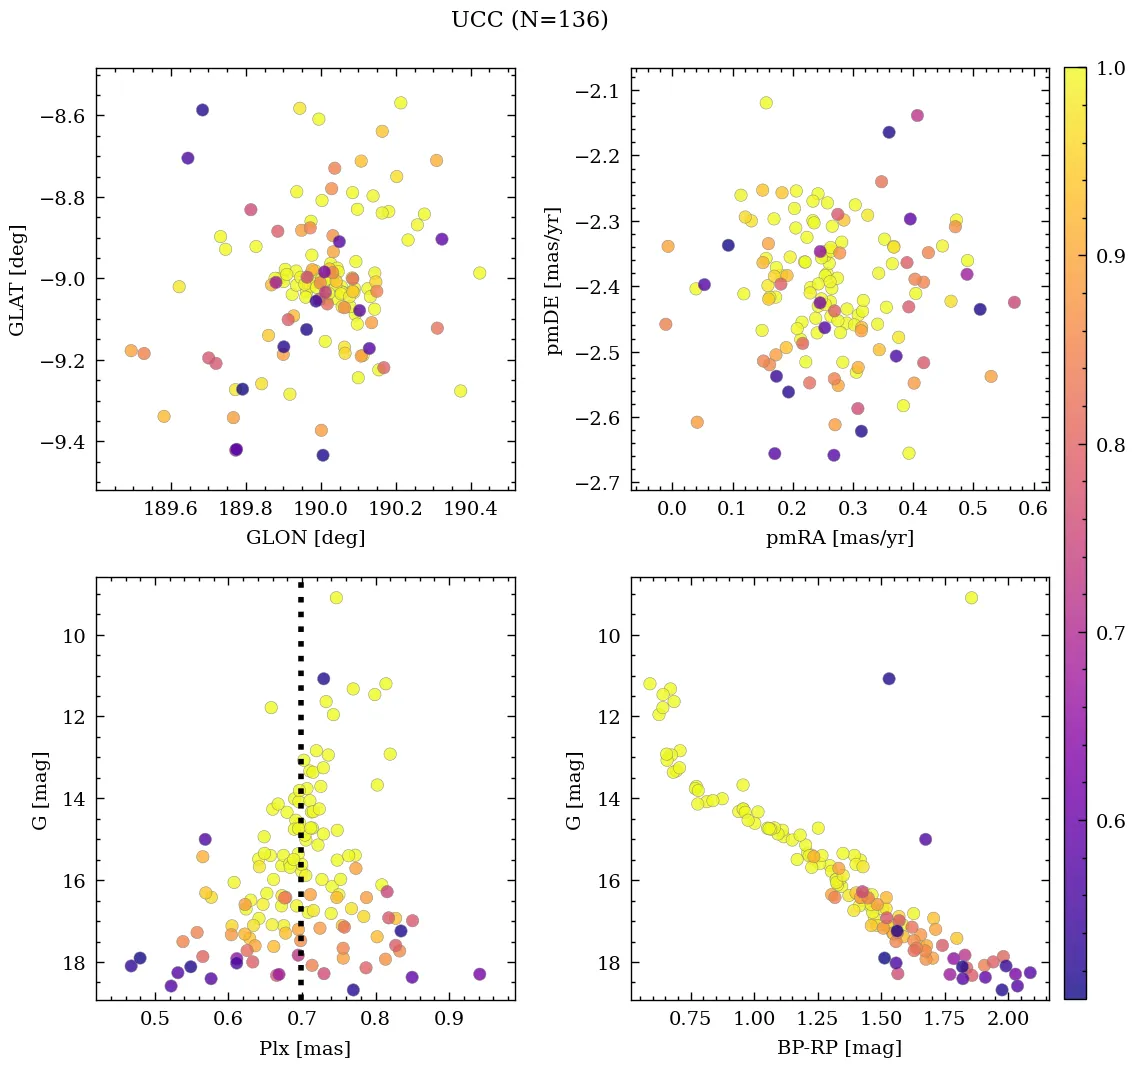 UCC (N=136)
−8.6
−8.8
−9.0
−9.2
−9.4
GLAT [deg]
189.6 189.8 190.0 190.2 190.4
GLON [deg]
−2.1
−2.2
−2.3
−2.4
−2.5
−2.6
−2.7
pmDE [mas/yr]
0.0 0.1 0.2 0.3 0.4 0.5 0.6
pmRA [mas/yr]
1.0
0.9
0.8
0.7
0.6
10
12
14
16
18
G [mag]
0.5 0.6 0.7 0.8 0.9
Plx [mas]
10
12
14
16
18
G [mag]
0.75 1.00 1.25 1.50 1.75 2.00
BP-RP [mag]